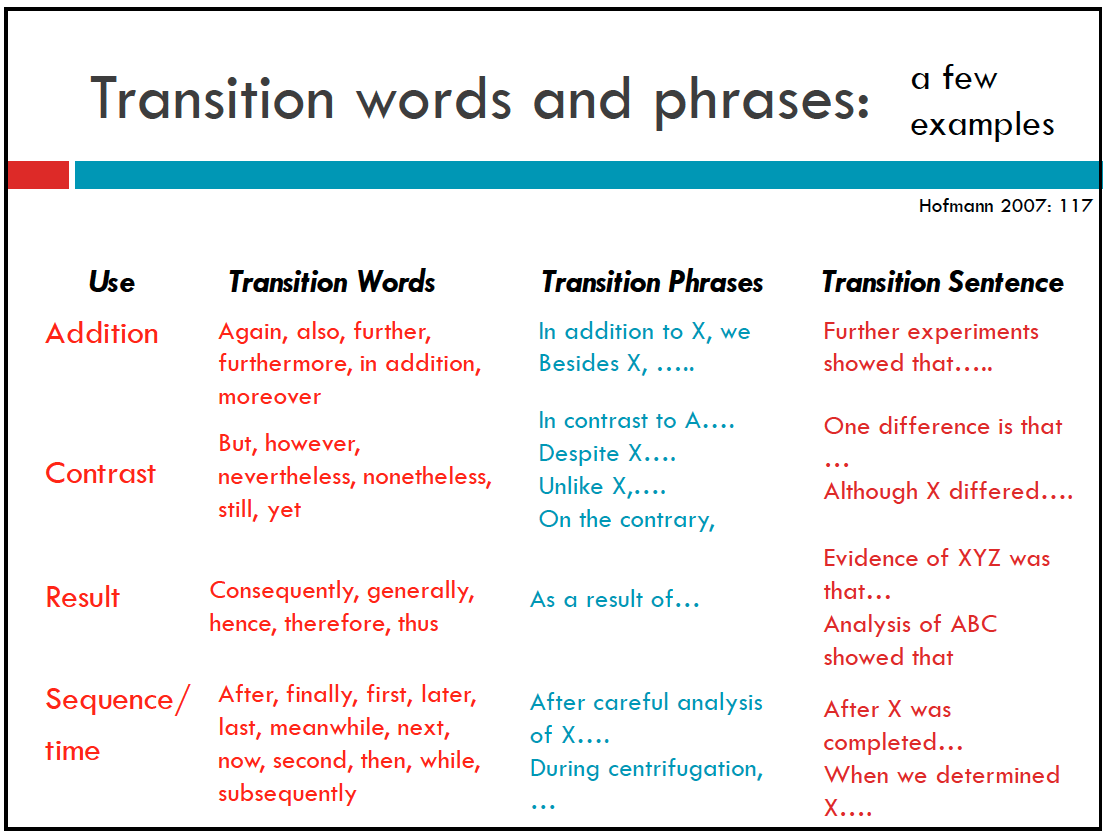 Transition words and phrases:
a few
examples
Hofmann 2007: 117
Use
Transition Words
Transition Phrases
Transition Sentence
Addition
Again, also, further,
furthermore, in addition,
moreover
In addition to X, we
Besides X, …..
Further experiments
showed that…..
Contrast
But, however,
nevertheless, nonetheless,
still, yet
In contrast to A….
Despite X….
Unlike X,….
On the contrary,
One difference is that
…
Although X differed….
Result
Consequently, generally,
hence, therefore, thus
As a result of…
Evidence of XYZ was
that…
Analysis of ABC
showed that
Sequence/
time
After, finally, first, later,
last, meanwhile, next,
now, second, then, while,
subsequently
After careful analysis
of X….
During centrifugation,
…
After X was
completed…
When we determined
X….